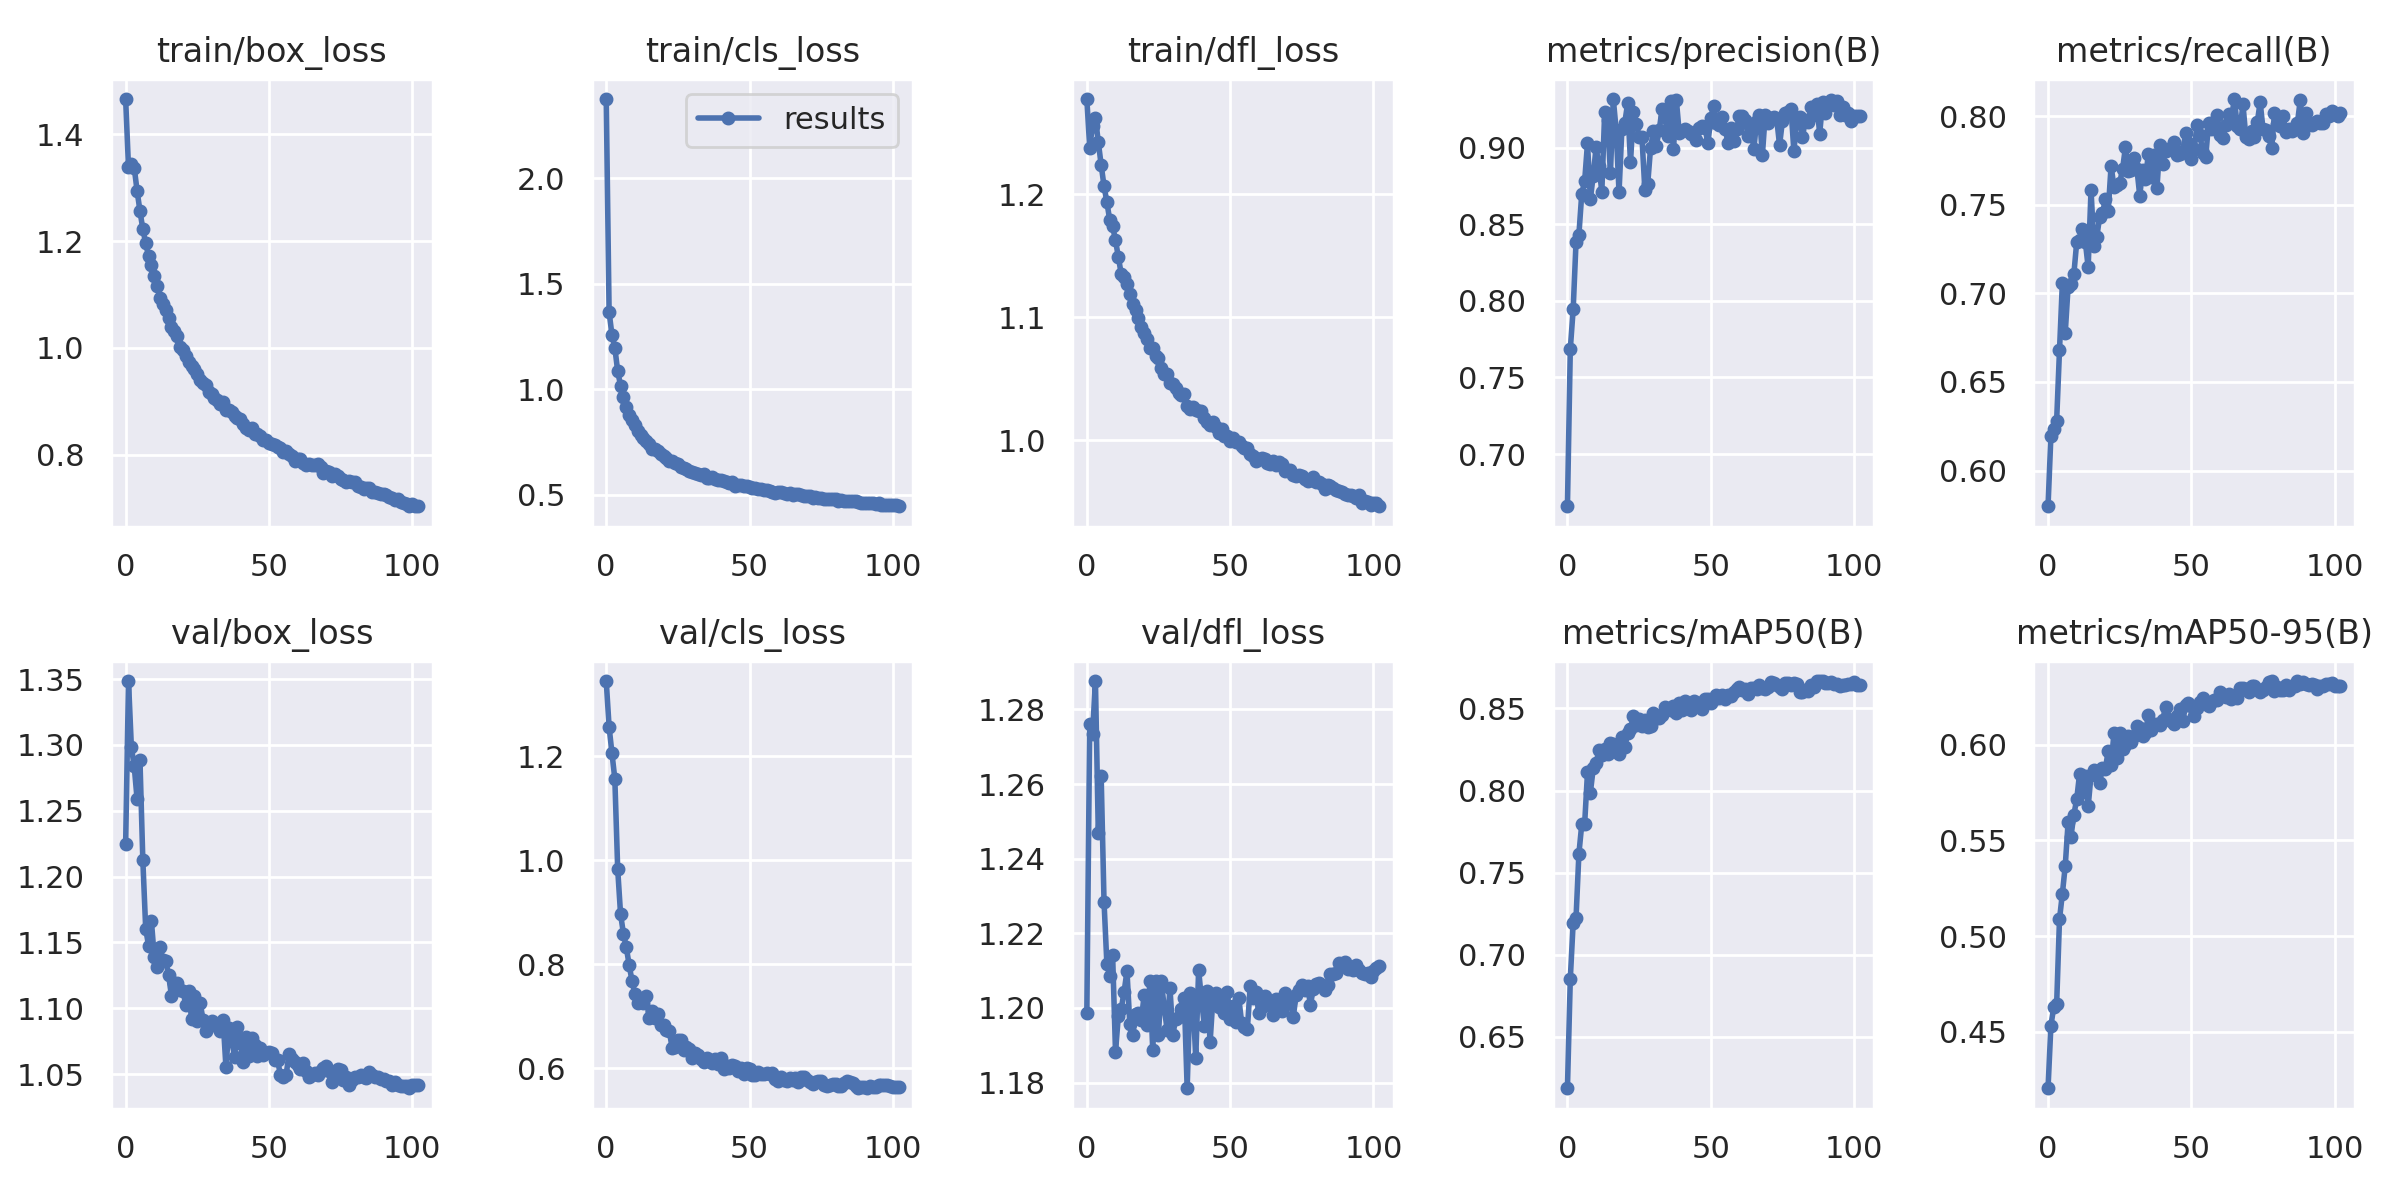 train/box_loss
1.4
1.2
1.0
0.8
0 50 100
train/cls_loss
results
2.0
1.5
1.0
0.5
0 50 100
train/dfl_loss
1.2
1.1
1.0
0 50 100
metrics/precision(B)
0.90
0.85
0.80
0.75
0.70
0 50 100
metrics/recall(B)
0.80
0.75
0.70
0.65
0.60
0 50 100
val/box_loss
1.35
1.30
1.25
1.20
1.15
1.10
1.05
0 50 100
val/cls_loss
1.2
1.0
0.8
0.6
0 50 100
val/dfl_loss
1.28
1.26
1.24
1.22
1.20
1.18
0 50 100
metrics/mAP50(B)
0.85
0.80
0.75
0.70
0.65
0 50 100
metrics/mAP50-95(B)
0.60
0.55
0.50
0.45
0 50 100